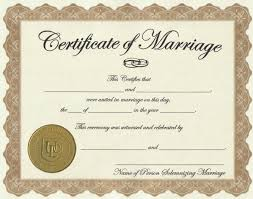 Certificate of Marriage
This Certifies that
and
were united in marriage on this day,
the of in the year of .
This ceremony was witnessed and celebrated by
and .
Name of Person Solemnizing Marriage